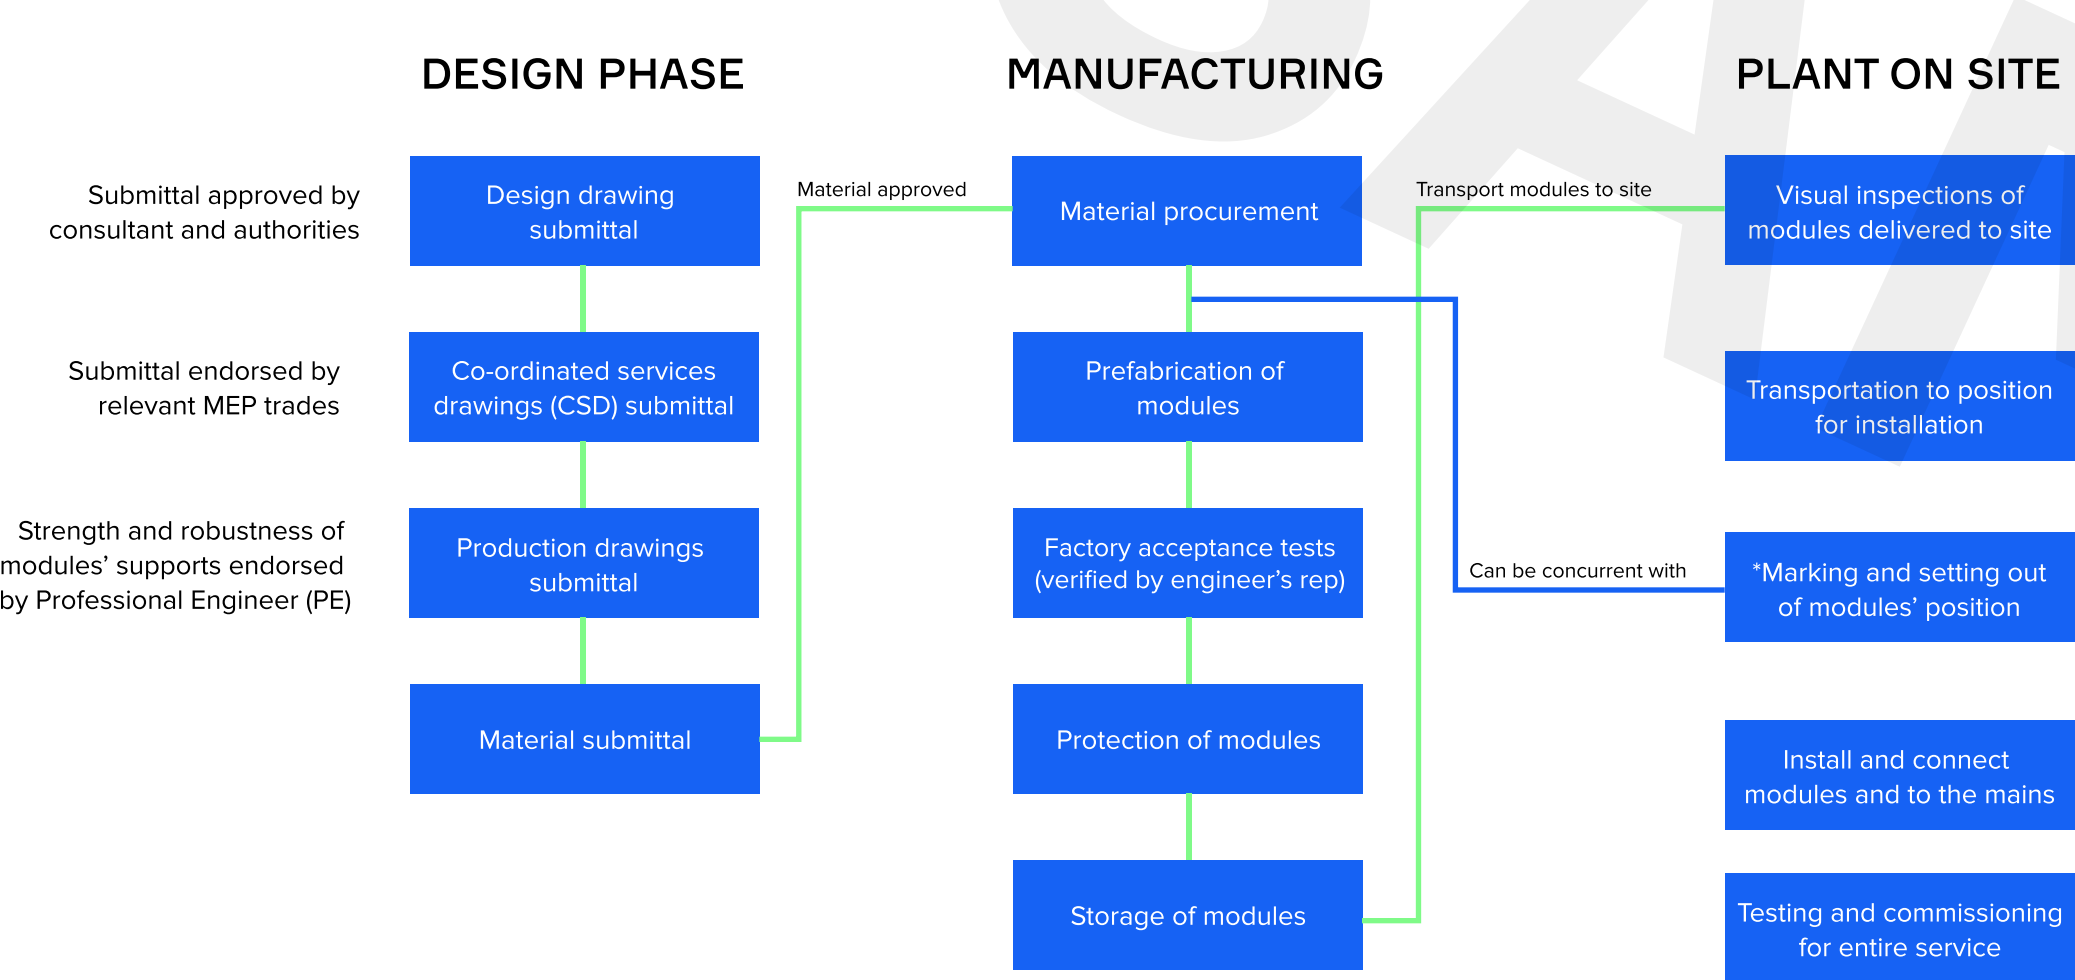 DESIGN PHASE
MANUFACTURING
PLANT ON SITE
Submittal approved by
consultant and authorities
Design drawing
submittal
Material approved
Material procurement
Transport modules to site
Visual inspections of
modules delivered to site
Submittal endorsed by
relevant MEP trades
Co-ordinated services
drawings (CSD) submittal
Prefabrication of
modules
Transportation to position
for installation
Strength and robustness of
modules’ supports endorsed
by Professional Engineer (PE)
Production drawings
submittal
Factory acceptance tests
(verified by engineer’s rep)
Can be concurrent with
*Marking and setting out
of modules’ position
Material submittal
Protection of modules
Install and connect
modules and to the mains
Storage of modules
Testing and commissioning
for entire service